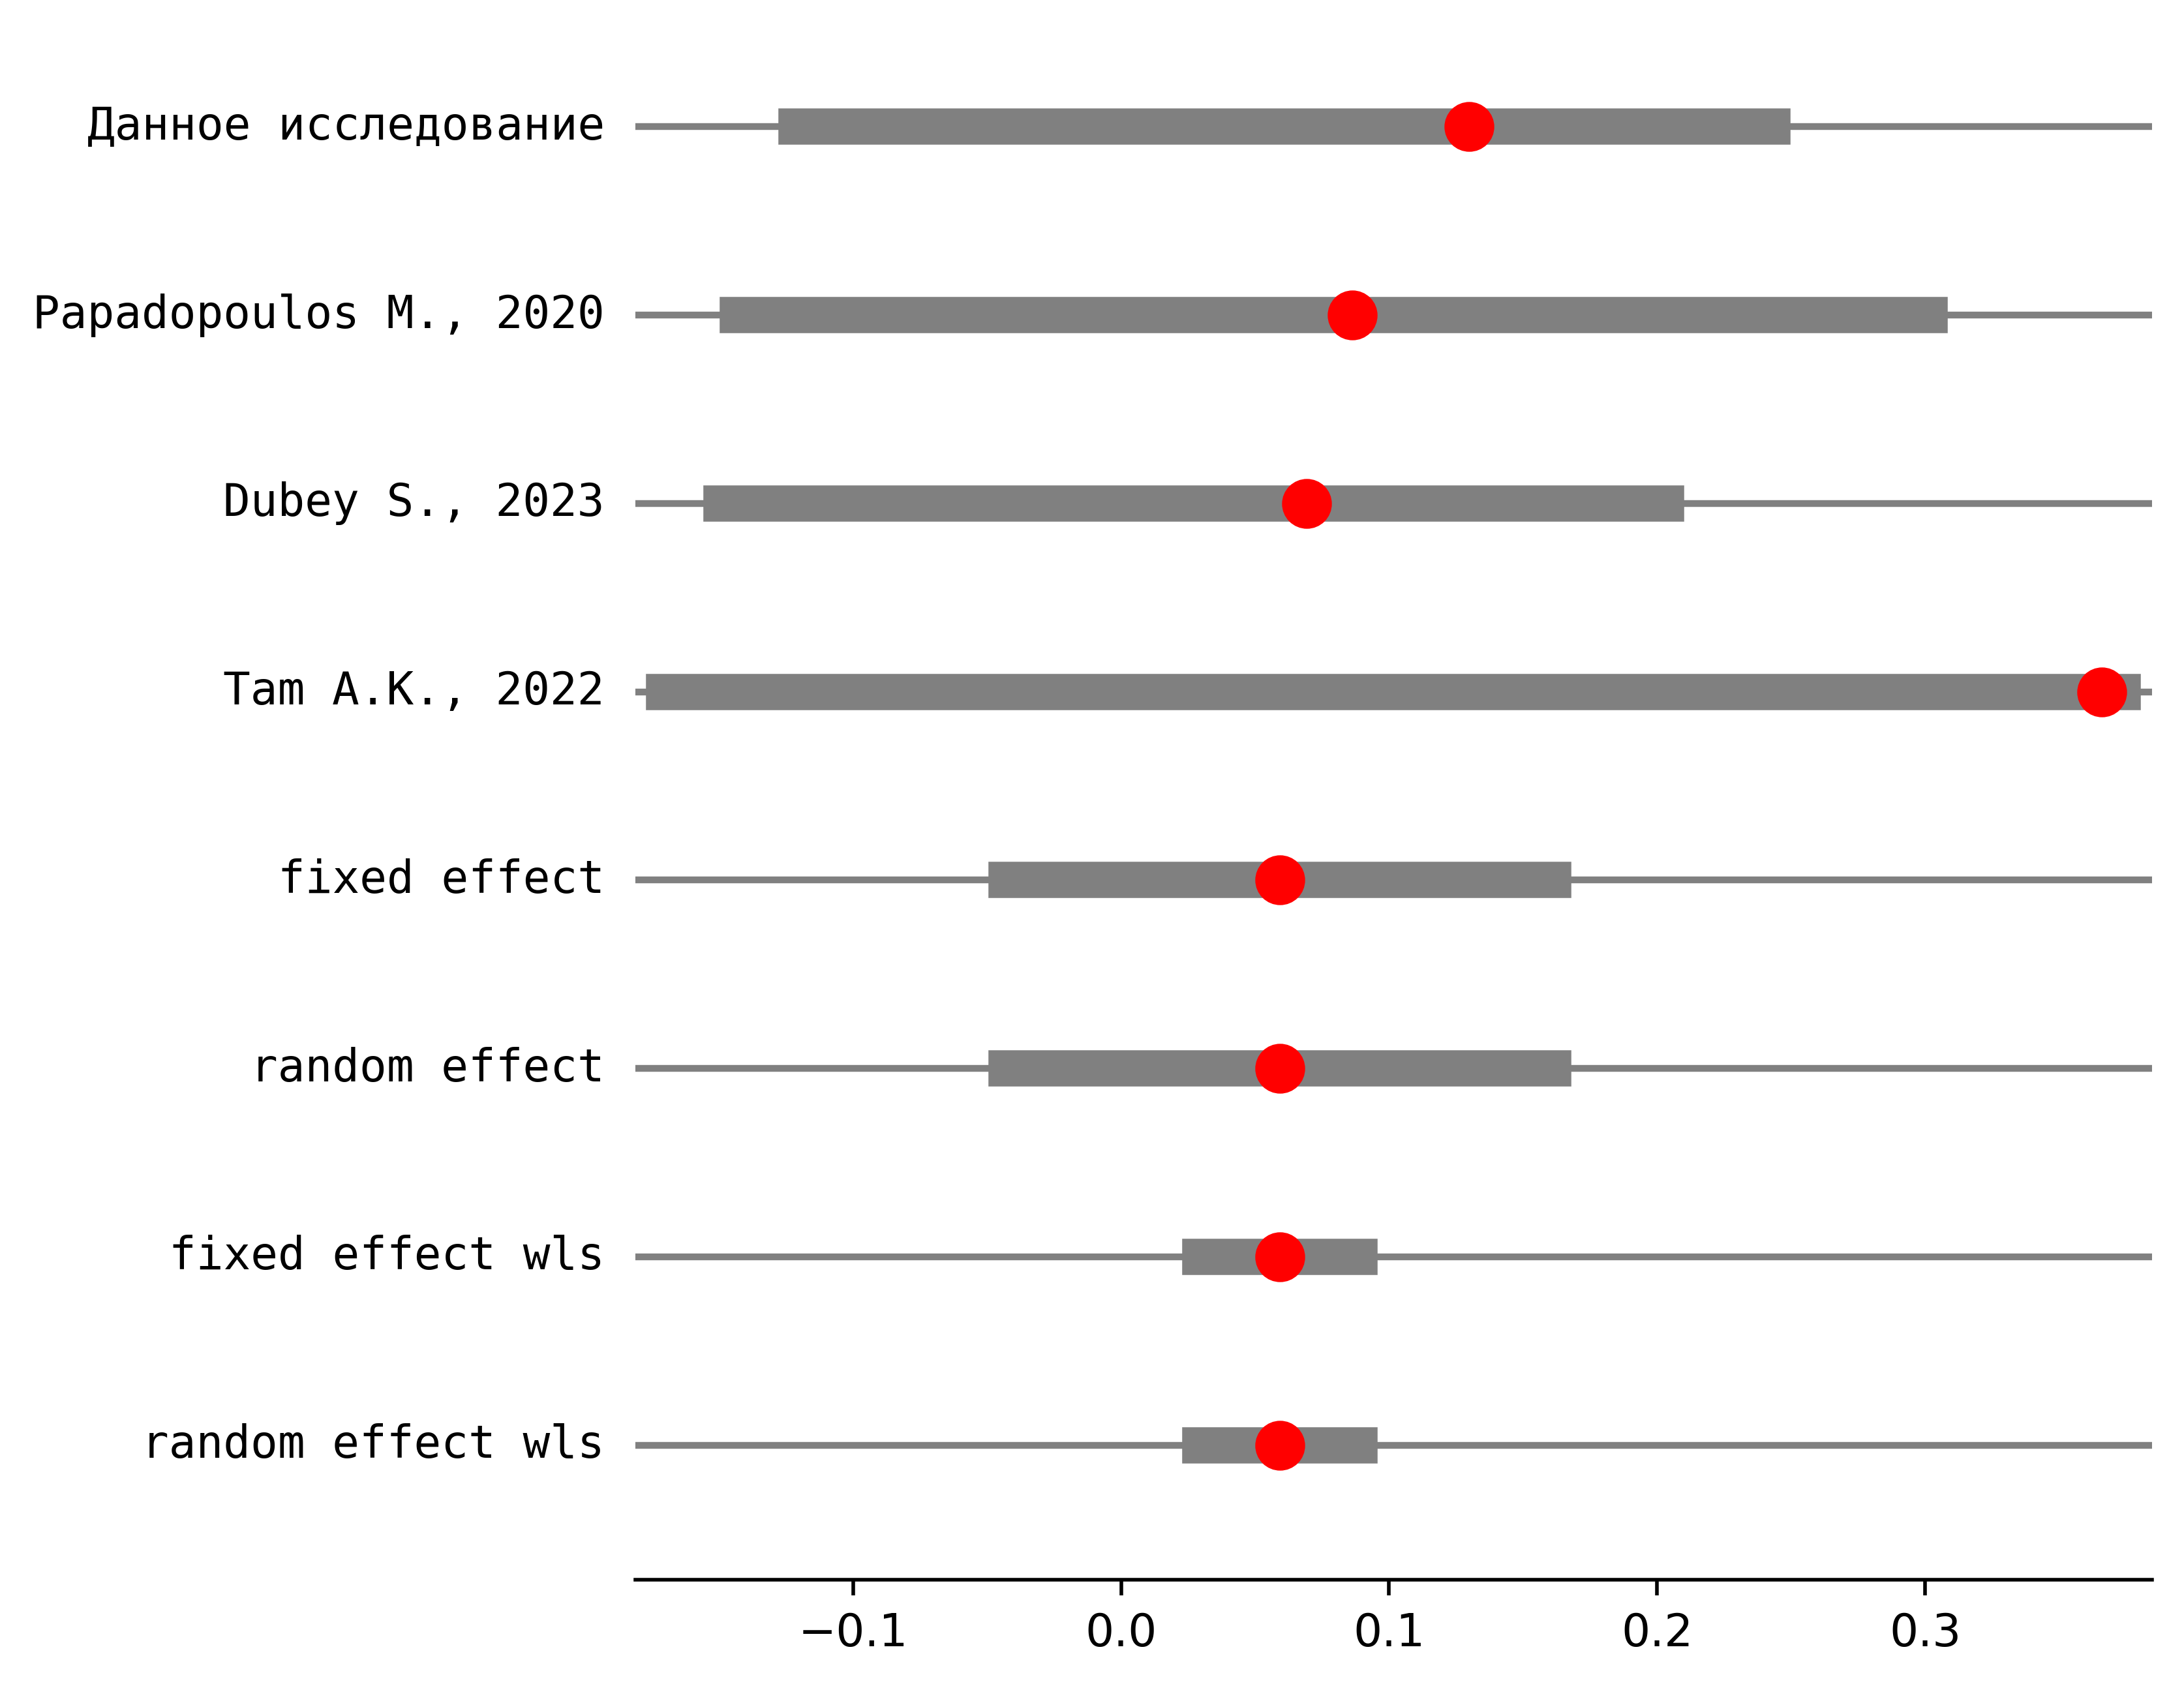 Данное исследование
Papadopoulos M., 2020
Dubey S., 2023
Tam A.K., 2022
fixed effect
random effect
fixed effect wls
random effect wls
−0.1 0.0 0.1 0.2 0.3